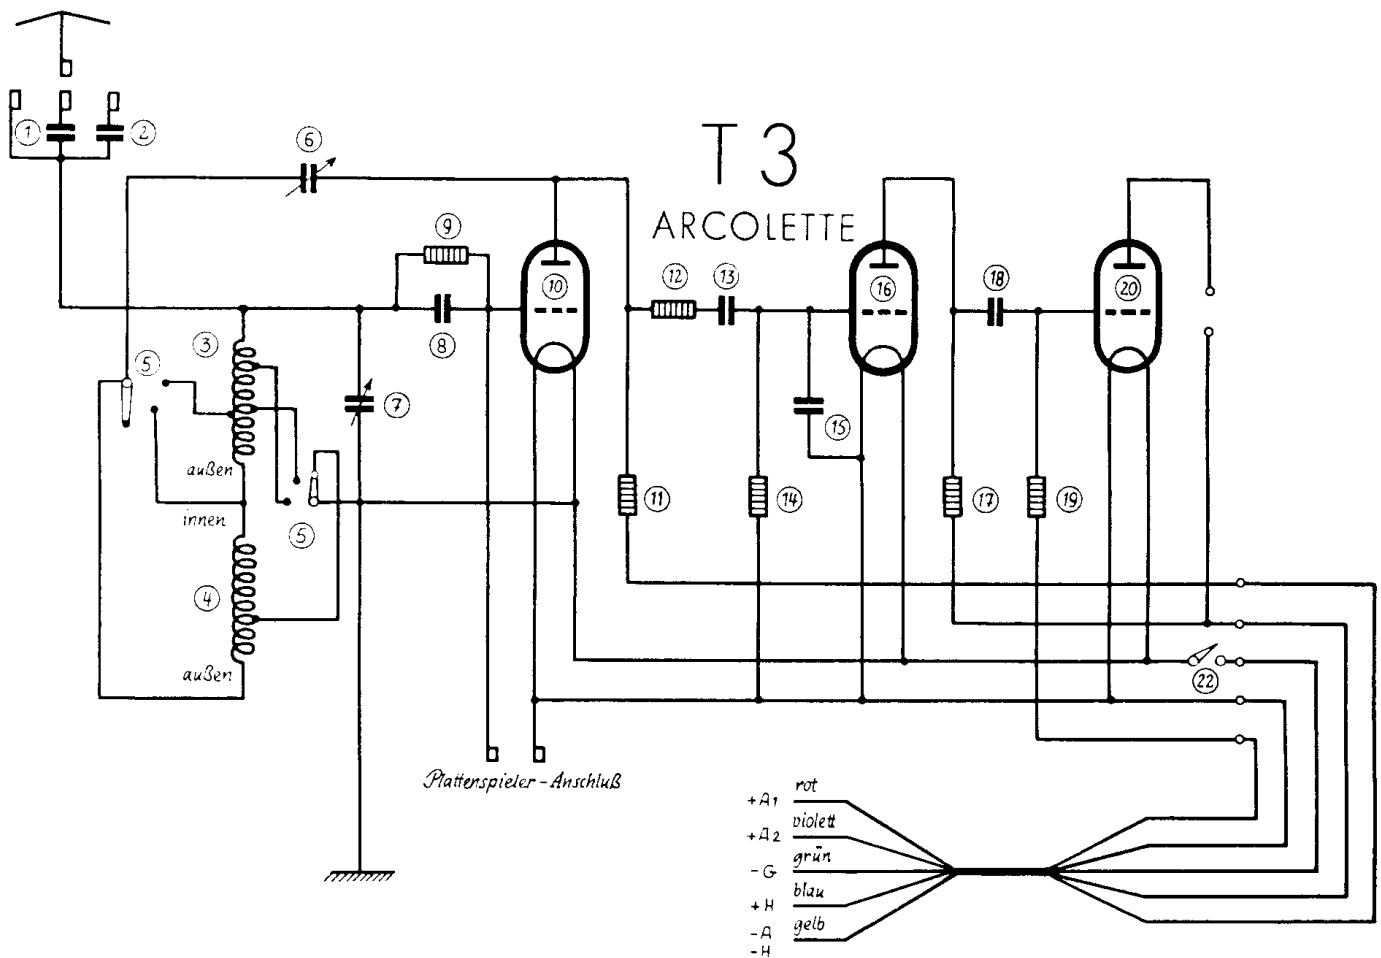 T 3
ARCOLETTE
1
2
6
9
10
12
13
16
18
20
3
8
5
7
15
außen
11
14
17
19
innen
5
4
außen
22
Plattenspieler - Anschluß
+A1 rot
+A2 violett
-G grün
+H blau
-A gelb
-H